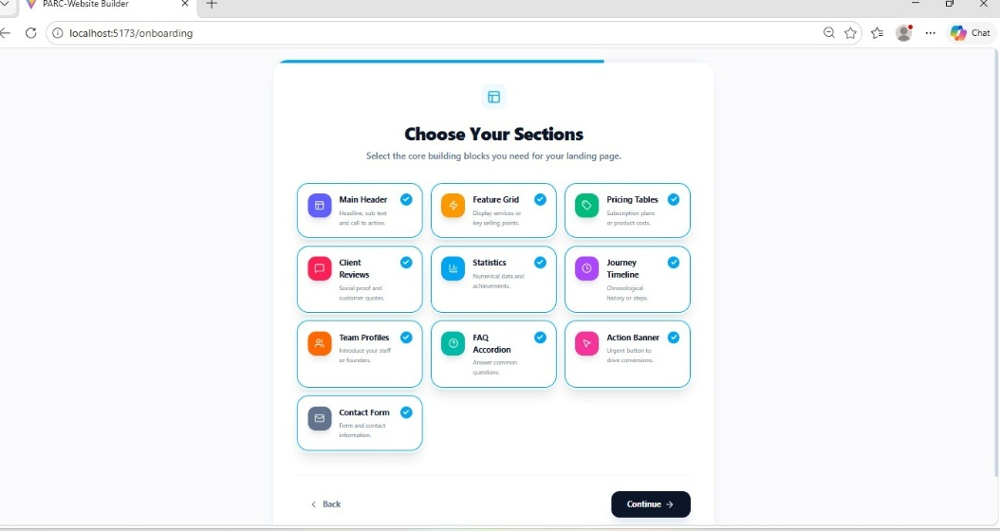 PARC-Website Builder
localhost:5173/onboarding
Chat
Choose Your Sections
Select the core building blocks you need for your landing page.
Main Header
Headline, sub text
and call to action.
Feature Grid
Display services or
key selling points.
Pricing Tables
Subscription plans
or product costs.
Client
Reviews
Social proof and
customer quotes.
Statistics
Numerical data and
achievements.
Journey
Timeline
Chronological
history or steps.
Team Profiles
Introduce your staff
or founders.
FAQ
Accordion
Answer common
questions.
Action Banner
Urgent button to
drive conversions.
Contact Form
Form and contact
information.
Back
Continue